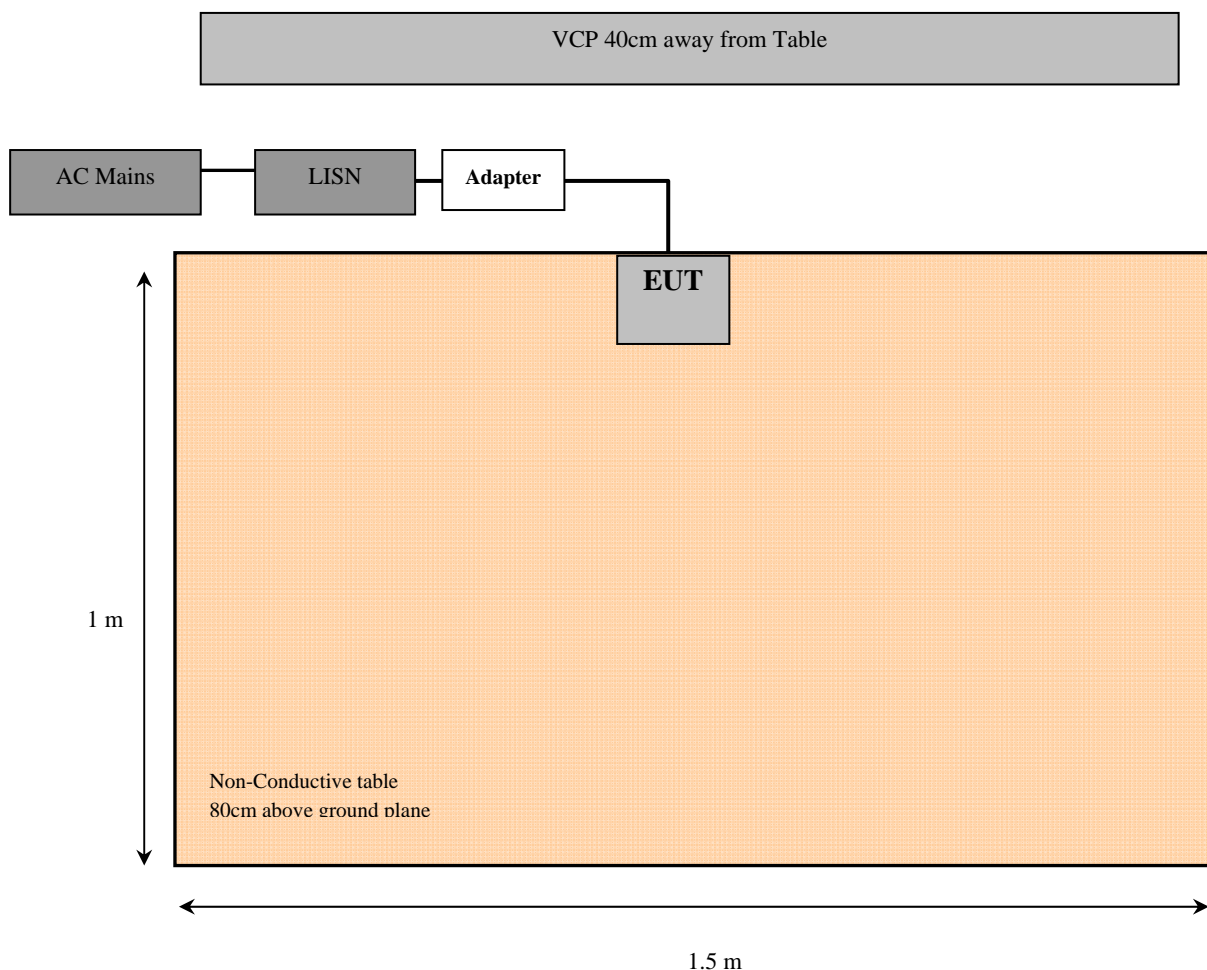 VCP 40cm away from Table
AC Mains
LISN
Adapter
EUT
1 m
Non-Conductive table
80cm above ground plane
1.5 m